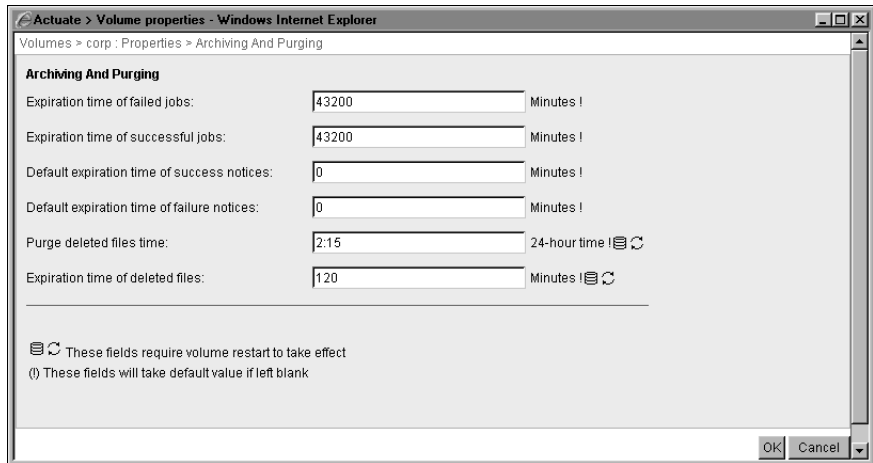 Actuate > Volume properties - Windows Internet Explorer
Volumes > corp : Properties > Archiving And Purging
Archiving And Purging
Expiration time of failed jobs: 43200 Minutes !
Expiration time of successful jobs: 43200 Minutes !
Default expiration time of success notices: 0 Minutes !
Default expiration time of failure notices: 0 Minutes !
Purge deleted files time: 2:15 24-hour time !
Expiration time of deleted files: 120 Minutes !
These fields require volume restart to take effect
(!) These fields will take default value if left blank
OK Cancel